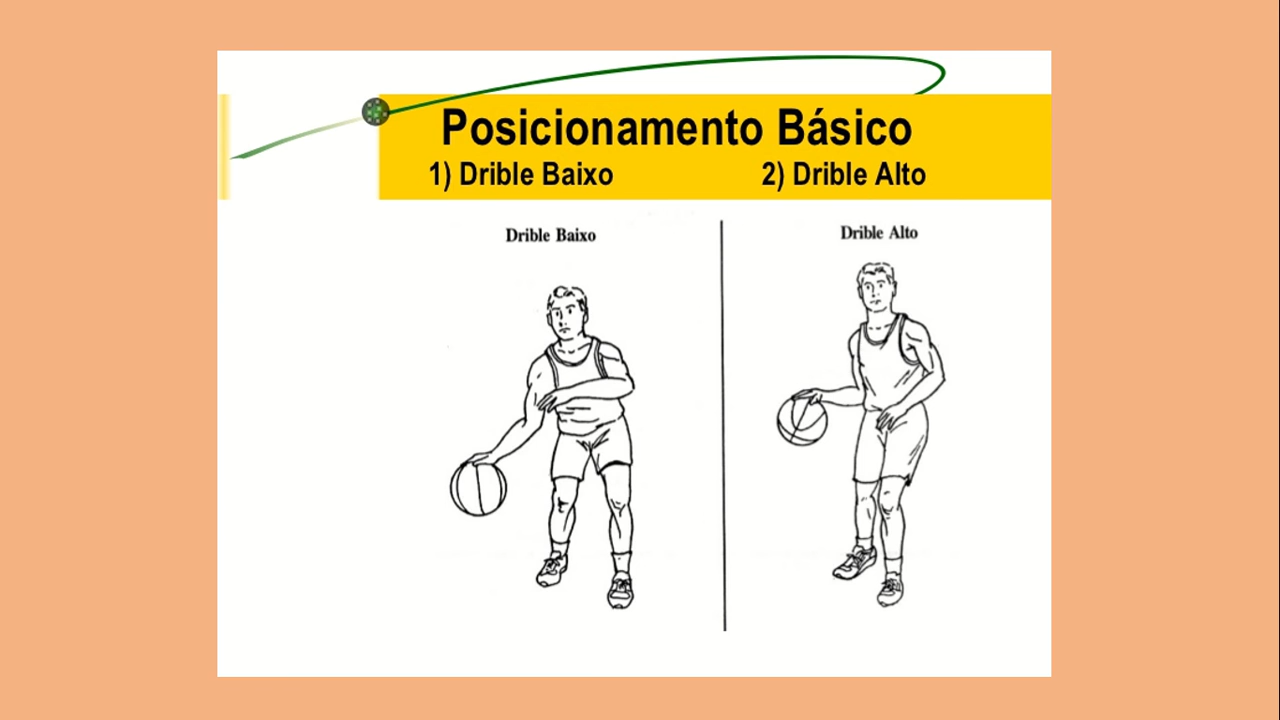 Posicionamento Básico
1) Drible Baixo 2) Drible Alto
Drible Baixo Drible Alto